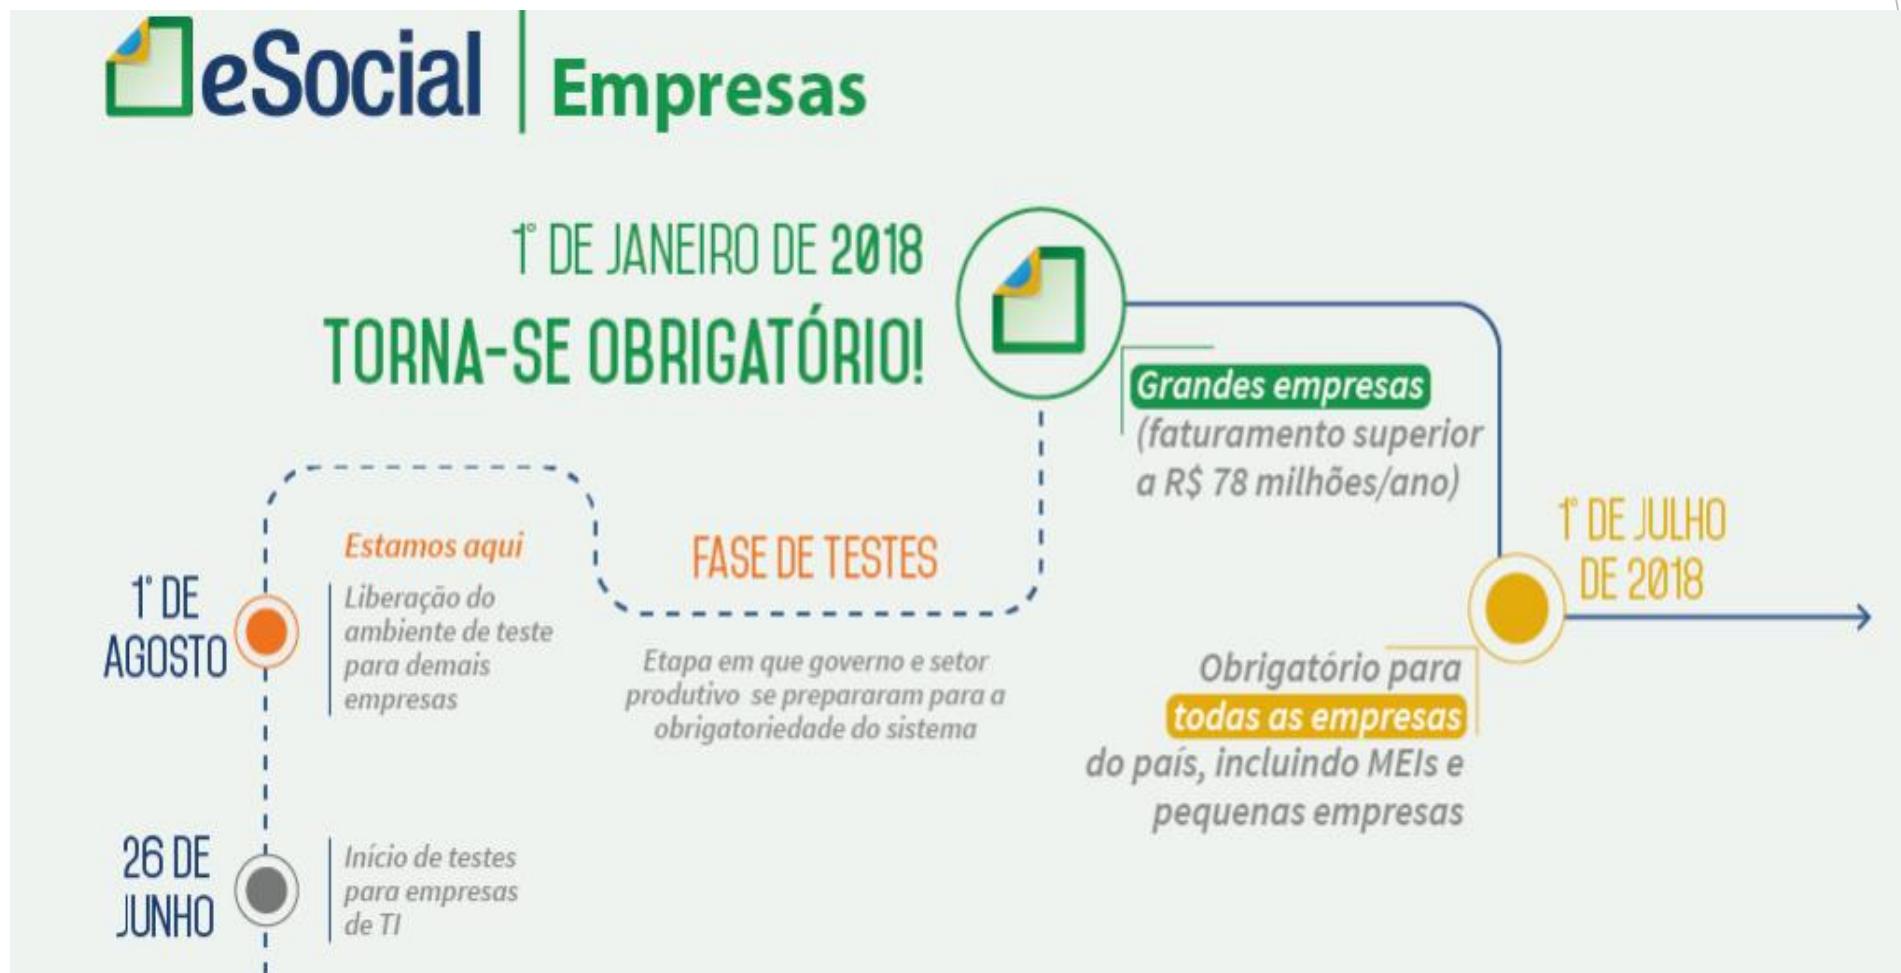 eSocial | Empresas
1º DE JANEIRO DE 2018
TORNA-SE OBRIGATÓRIO!
Grandes empresas
(faturamento superior
a R$ 78 milhões/ano)
1º DE JULHO
DE 2018
Obrigatório para
todas as empresas
do país, incluindo MEIs e
pequenas empresas
FASE DE TESTES
Etapa em que governo e setor
produtivo se prepararam para a
obrigatoriedade do sistema
1º DE
AGOSTO
Estamos aqui
Liberação do
ambiente de teste
para demais
empresas
26 DE
JUNHO
Início de testes
para empresas
de TI